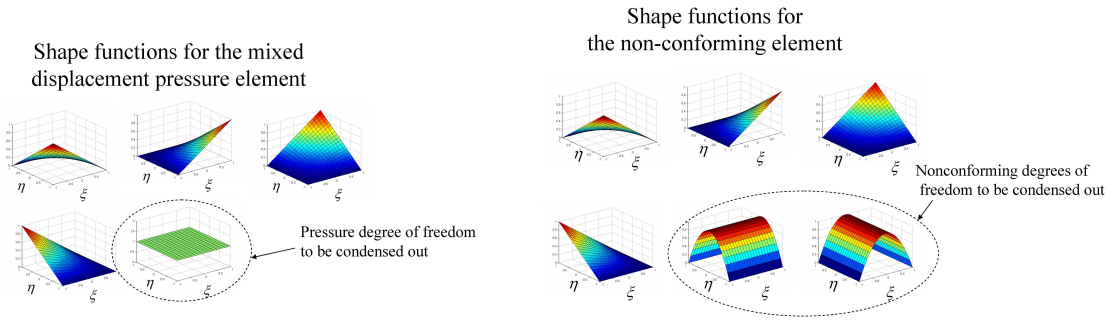 Shape functions for the mixed
displacement pressure element
η
ξ
η
ξ
η
ξ
η
ξ
η
ξ
Pressure degree of freedom
to be condensed out
Shape functions for
the non-conforming element
η
ξ
η
ξ
η
ξ
Nonconforming degrees of
freedom to be condensed out
η
ξ
η
ξ
η
ξ